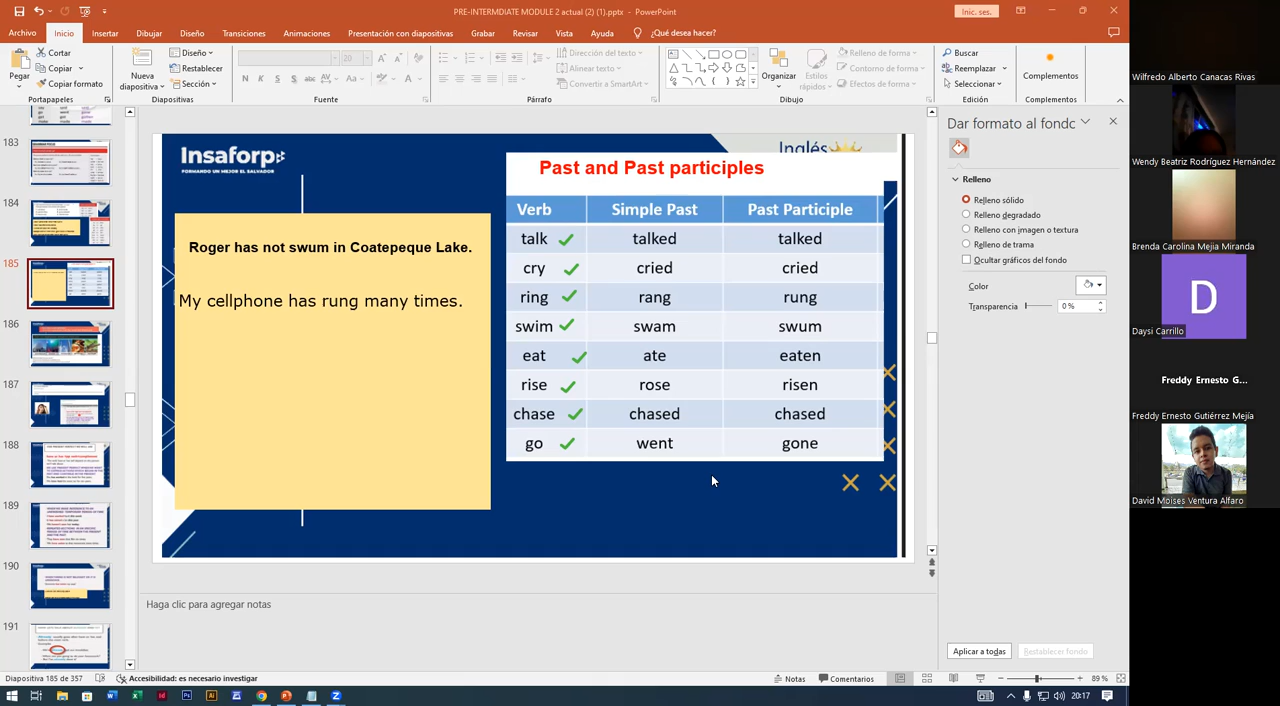 PRE-INTERMDIATE MODULE 2 actual (2) (1).pptx - PowerPoint
Inic. ses.
Archivo Inicio Insertar Dibujar Diseño Transiciones Animaciones Presentación con diapositivas Grabar Revisar Vista Ayuda ¿Qué desea hacer?
Pegar
Cortar
Copiar
Copiar formato
Portapapeles
Nueva diapositiva
Diseño
Restablecer
Sección
Diapositivas
20
N K S S abc AV Aa A
Fuente
Dirección del texto
Alinear texto
Convertir a SmartArt
Párrafo
Organizar
Estilos rápidos
Relleno de forma
Contorno de forma
Efectos de forma
Dibujo
Buscar
Reemplazar
Seleccionar
Edición
Complementos
Complementos
183
184
185
186
187
188
189
190
191
Insaforp
FORMANDO UN MEJOR EL SALVADOR
Inglés
Past and Past participles
Roger has not swum in Coatepeque Lake.
My cellphone has rung many times.
Verb Simple Past Past Participle
talk talked talked
cry cried cried
ring rang rung
swim swam swum
eat ate eaten
rise rose risen
chase chased chased
go went ne
Haga clic para agregar notas
Dar formato al fondc
Relleno
Relleno sólido
Relleno degradado
Relleno con imagen o textura
Relleno de trama
Ocultar gráficos del fondo
Color
Transparencia 0 %
Aplicar a todas Restablecer fondo
Diapositiva 185 de 357 Accesibilidad: es necesario investigar Notas Comentarios 89 %
20:17
Wilfredo Alberto Canacas Rivas
Wendy Beatriz Rodríguez Hernández
Brenda Carolina Mejia Miranda
D
Daysi Carrillo
Freddy Ernesto G...
Freddy Ernesto Gutiérrez Mejía
David Moises Ventura Alfaro